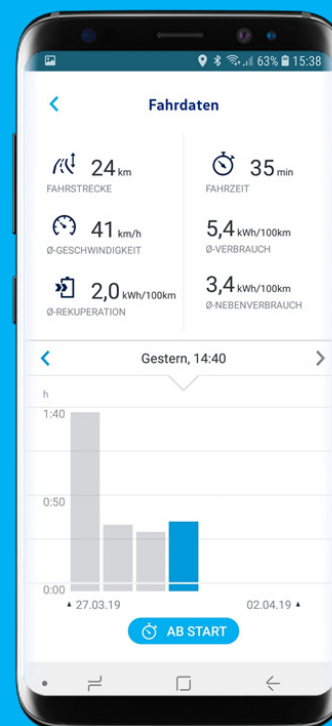 63% 15:38
Fahrdaten
24 km
FAHRSTRECKE
35 min
FAHRZEIT
41 km/h
Ø-GESCHWINDIGKEIT
5,4 kWh/100km
Ø-VERBRAUCH
2,0 kWh/100km
Ø-REKUPERATION
3,4 kWh/100km
Ø-NEBENVERBRAUCH
Gestern, 14:40
h
1:40
0:50
0:00
27.03.19 02.04.19
AB START